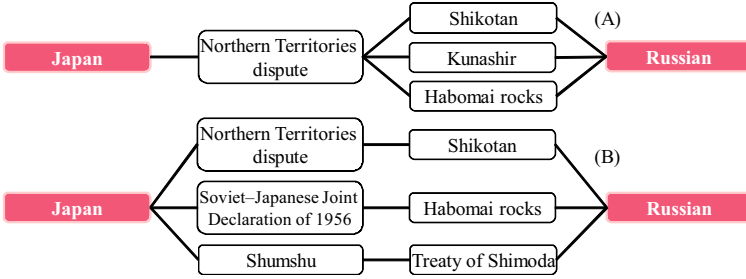 Shikotan
(A)
Japan
Northern Territories
dispute
Kunashir
Russian
Habomai rocks
Northern Territories
dispute
Shikotan
(B)
Japan
Soviet–Japanese Joint
Declaration of 1956
Habomai rocks
Russian
Shumshu
Treaty of Shimoda